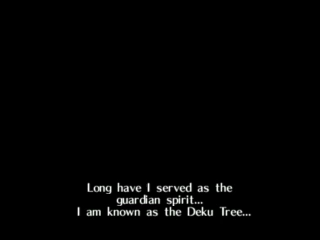 Long have I served as the
guardian spirit...
I am known as the Deku Tree...